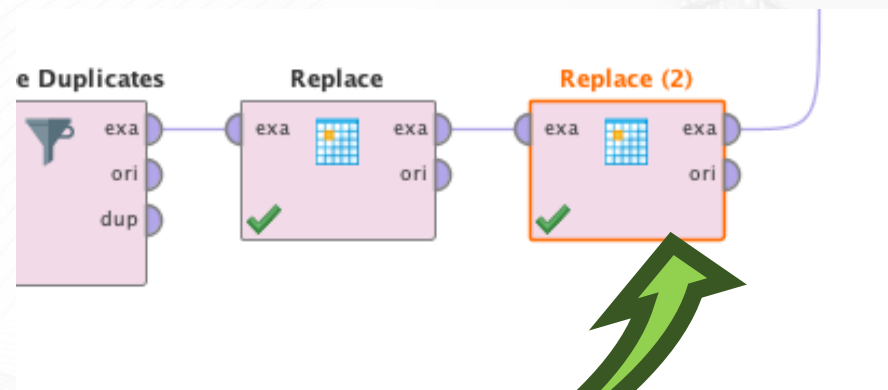 e Duplicates
exa
ori
dup
Replace
exa
exa
ori
Replace (2)
exa
exa
ori